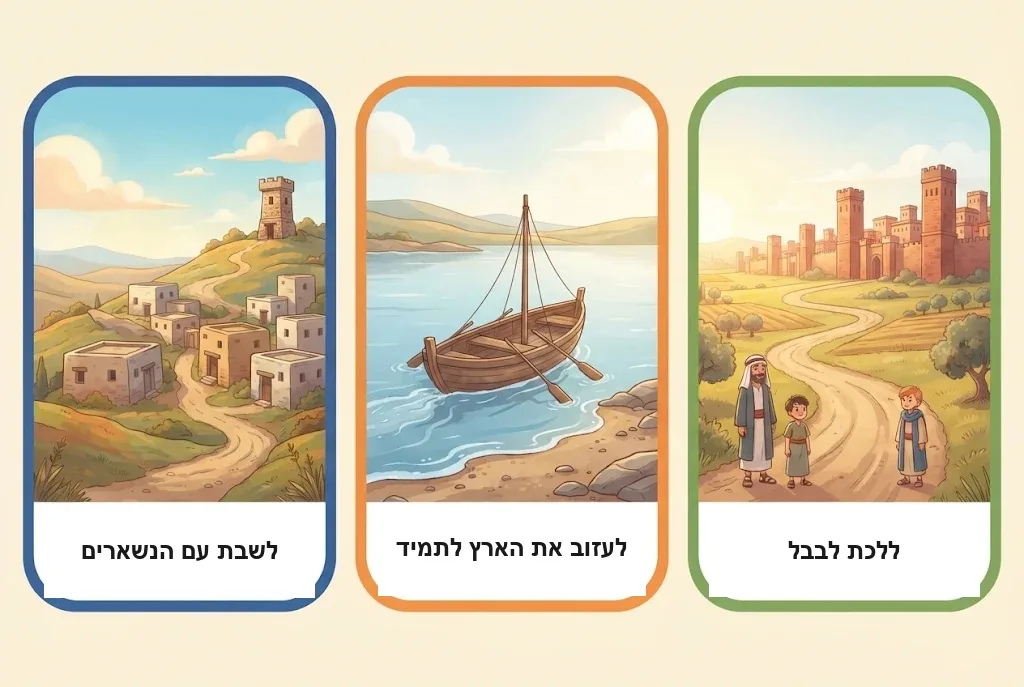 ללכת לבבל
לעזוב את הארץ לתמיד
לשבת עם הנשארים